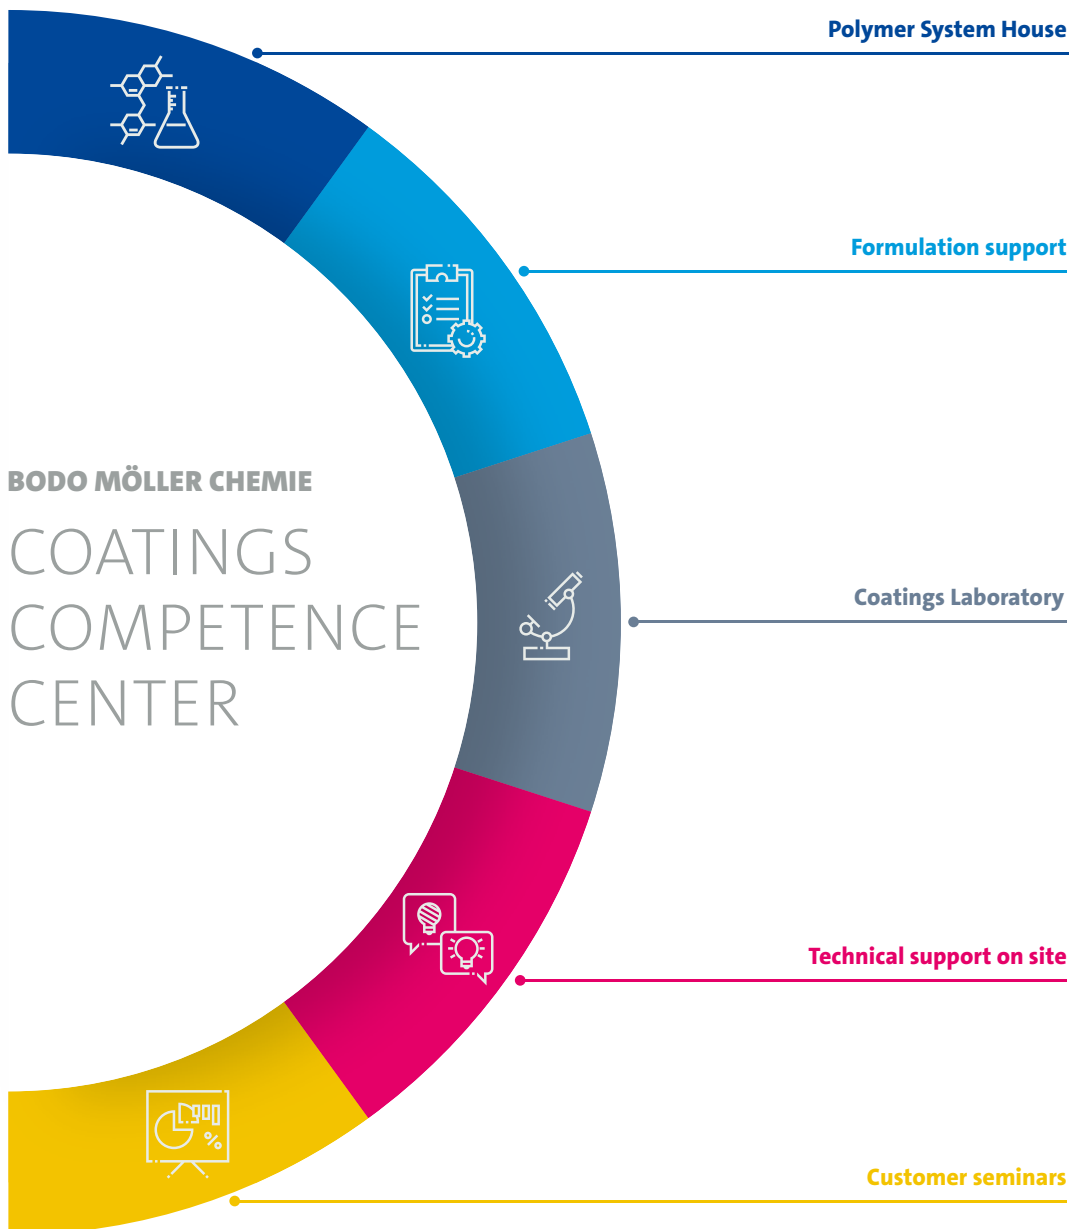 Polymer System House
Formulation support
BODO MÖLLER CHEMIE
COATINGS
COMPETENCE
CENTER
Coatings Laboratory
Technical support on site
%
Customer seminars